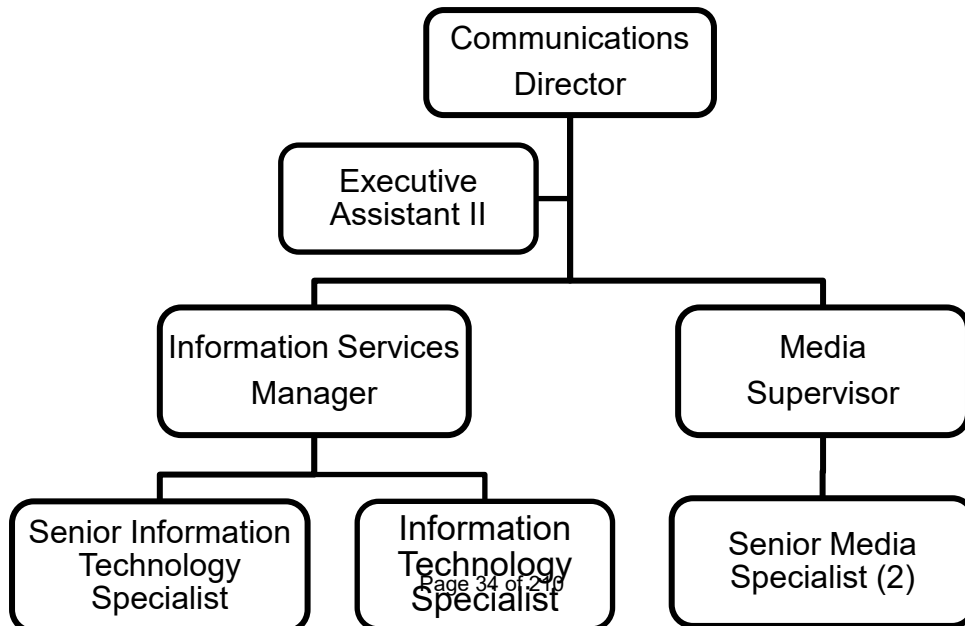 Communications
Director
Executive
Assistant II
Information Services
Manager
Media
Supervisor
Senior Information
Technology
Specialist
Information
Technology
Specialist
Page 34 of 210
Senior Media
Specialist (2)